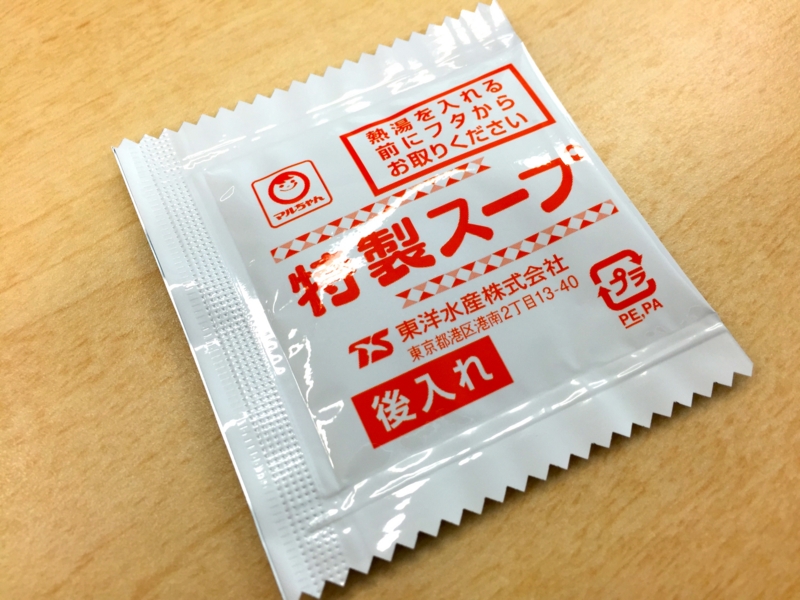 熱湯を入れる
前にフタから
お取りください
マルちゃん
特製スープ
東洋水産株式会社
東京都港区港南2丁目13-40
TS
プラ
PE,PA
後入れ